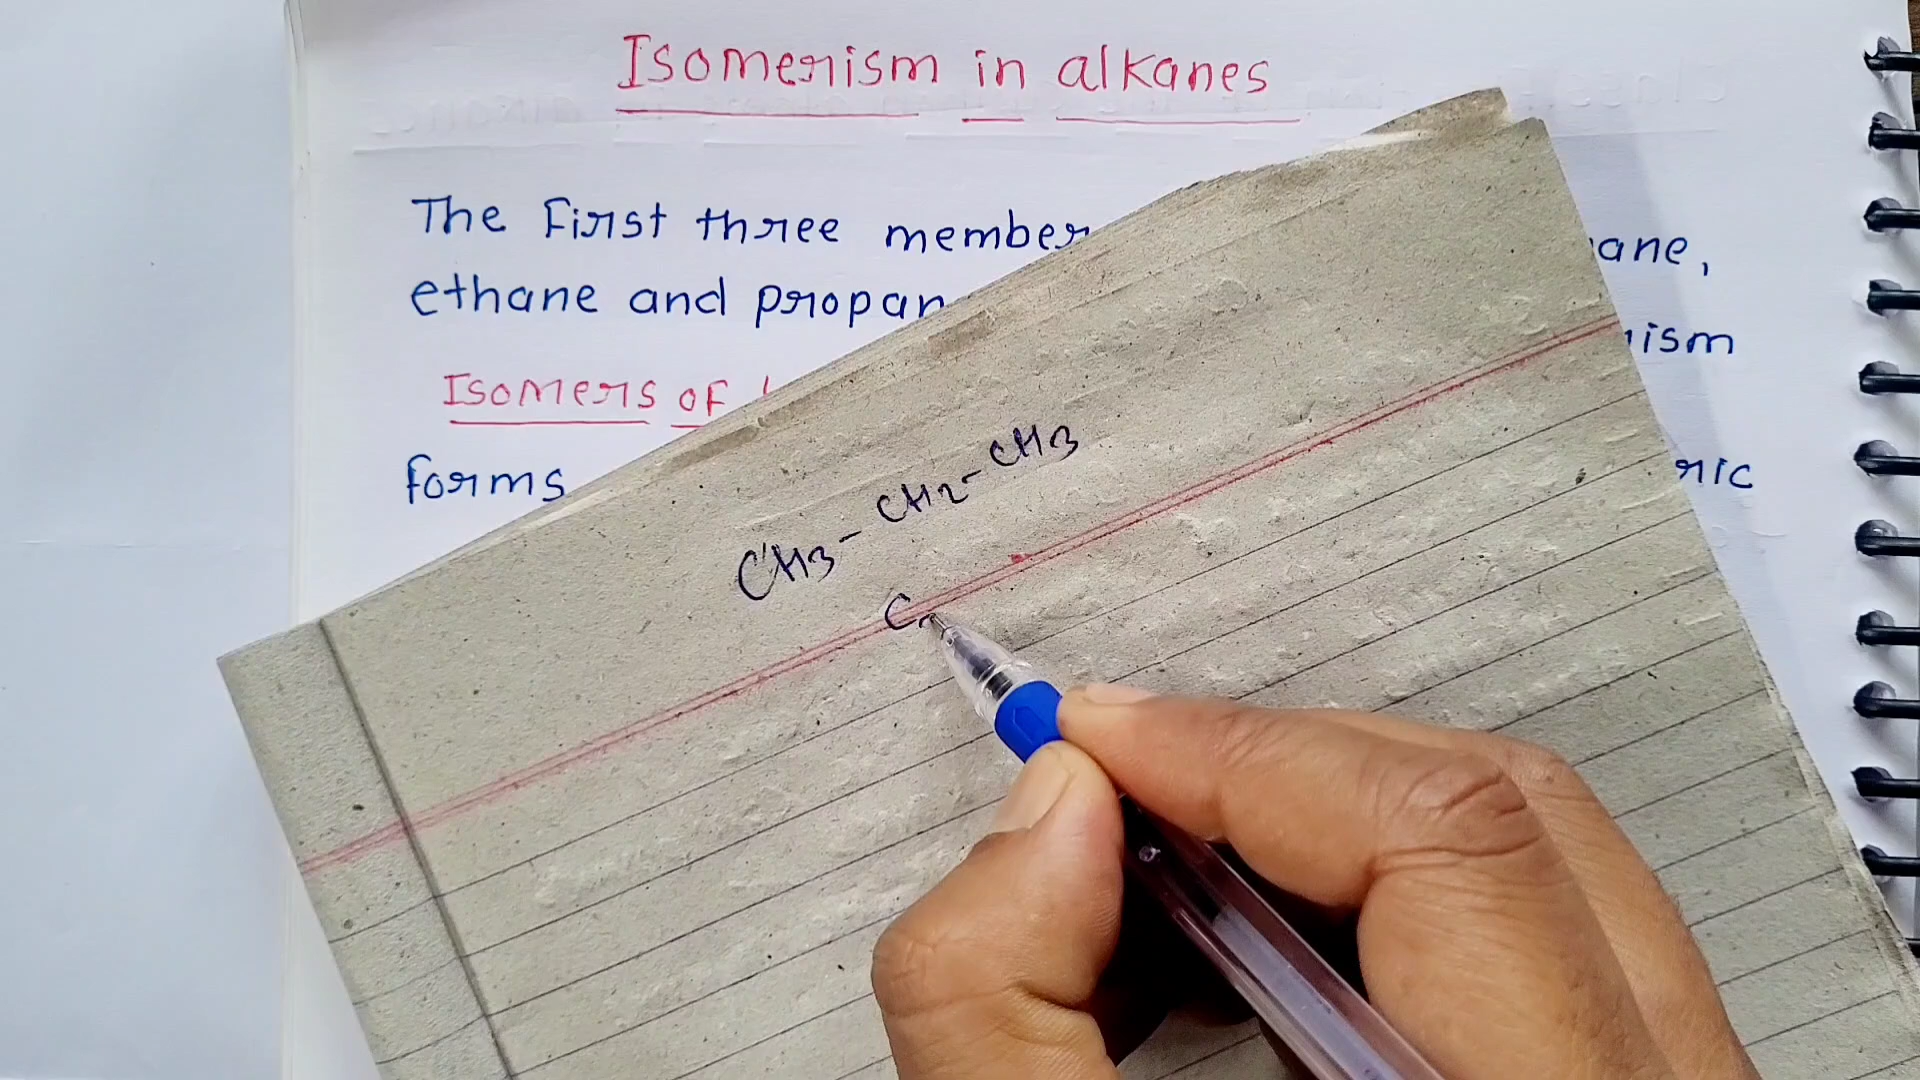 Isomerism in alkanes
The First three member ane,
ethane and propan
ism
Isomers of
forms ric
CH3-CH2-CH3
C